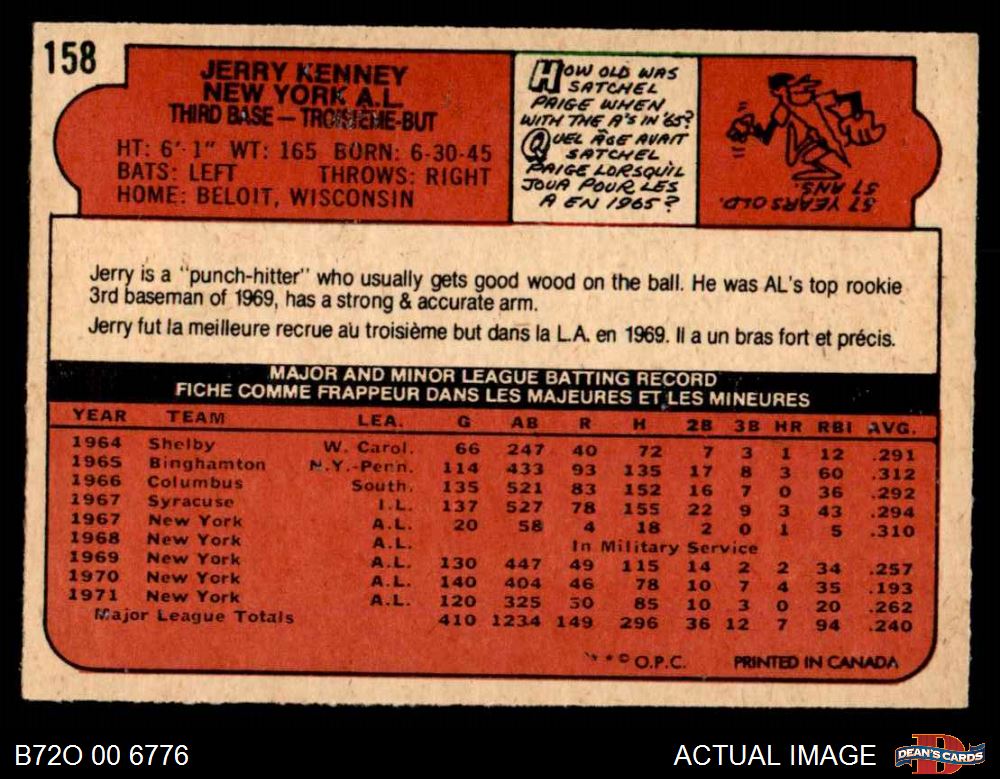 158
JERRY KENNEY
NEW YORK A.L.
THIRD BASE — TROISIEME-BUT
HT: 6'-1" WT: 165 BORN: 6-30-45
BATS: LEFT THROWS: RIGHT
HOME: BELOIT, WISCONSIN
HOW OLD WAS
SATCHEL
PAIGE WHEN
WITH THE A'S IN '65?
QUEL ÂGE AVAIT
SATCHEL
PAIGE LORSQUIL
JOUA POUR LES
A EN 1965?
57 YEARS OLD.
57 ANS.
Jerry is a "punch-hitter" who usually gets good wood on the ball. He was AL's top rookie
3rd baseman of 1969, has a strong & accurate arm.
Jerry fut la meilleure recrue au troisième but dans la L.A. en 1969. Il a un bras fort et précis.
MAJOR AND MINOR LEAGUE BATTING RECORD
FICHE COMME FRAPPEUR DANS LES MAJEURES ET LES MINEURES
YEAR TEAM LEA. G AB R H 2B 3B HR RBI AVG.
1964 Shelby W. Carol. 66 247 40 72 7 3 1 12 .291
1965 Binghamton N.Y.-Penn. 114 433 93 135 17 8 3 60 .312
1966 Columbus South. 135 521 83 152 16 7 0 36 .292
1967 Syracuse I.L. 137 527 78 155 22 9 3 43 .294
1967 New York A.L. 20 58 4 18 2 0 1 5 .310
1968 New York A.L. In Military Service
1969 New York A.L. 130 447 49 115 14 2 2 34 .257
1970 New York A.L. 140 404 46 78 10 7 4 35 .193
1971 New York A.L. 120 325 50 85 10 3 0 20 .262
Major League Totals 410 1234 149 296 36 12 7 94 .240
* * © O.P.C. PRINTED IN CANADA
B72O 00 6776 ACTUAL IMAGE DEAN'S CARDS